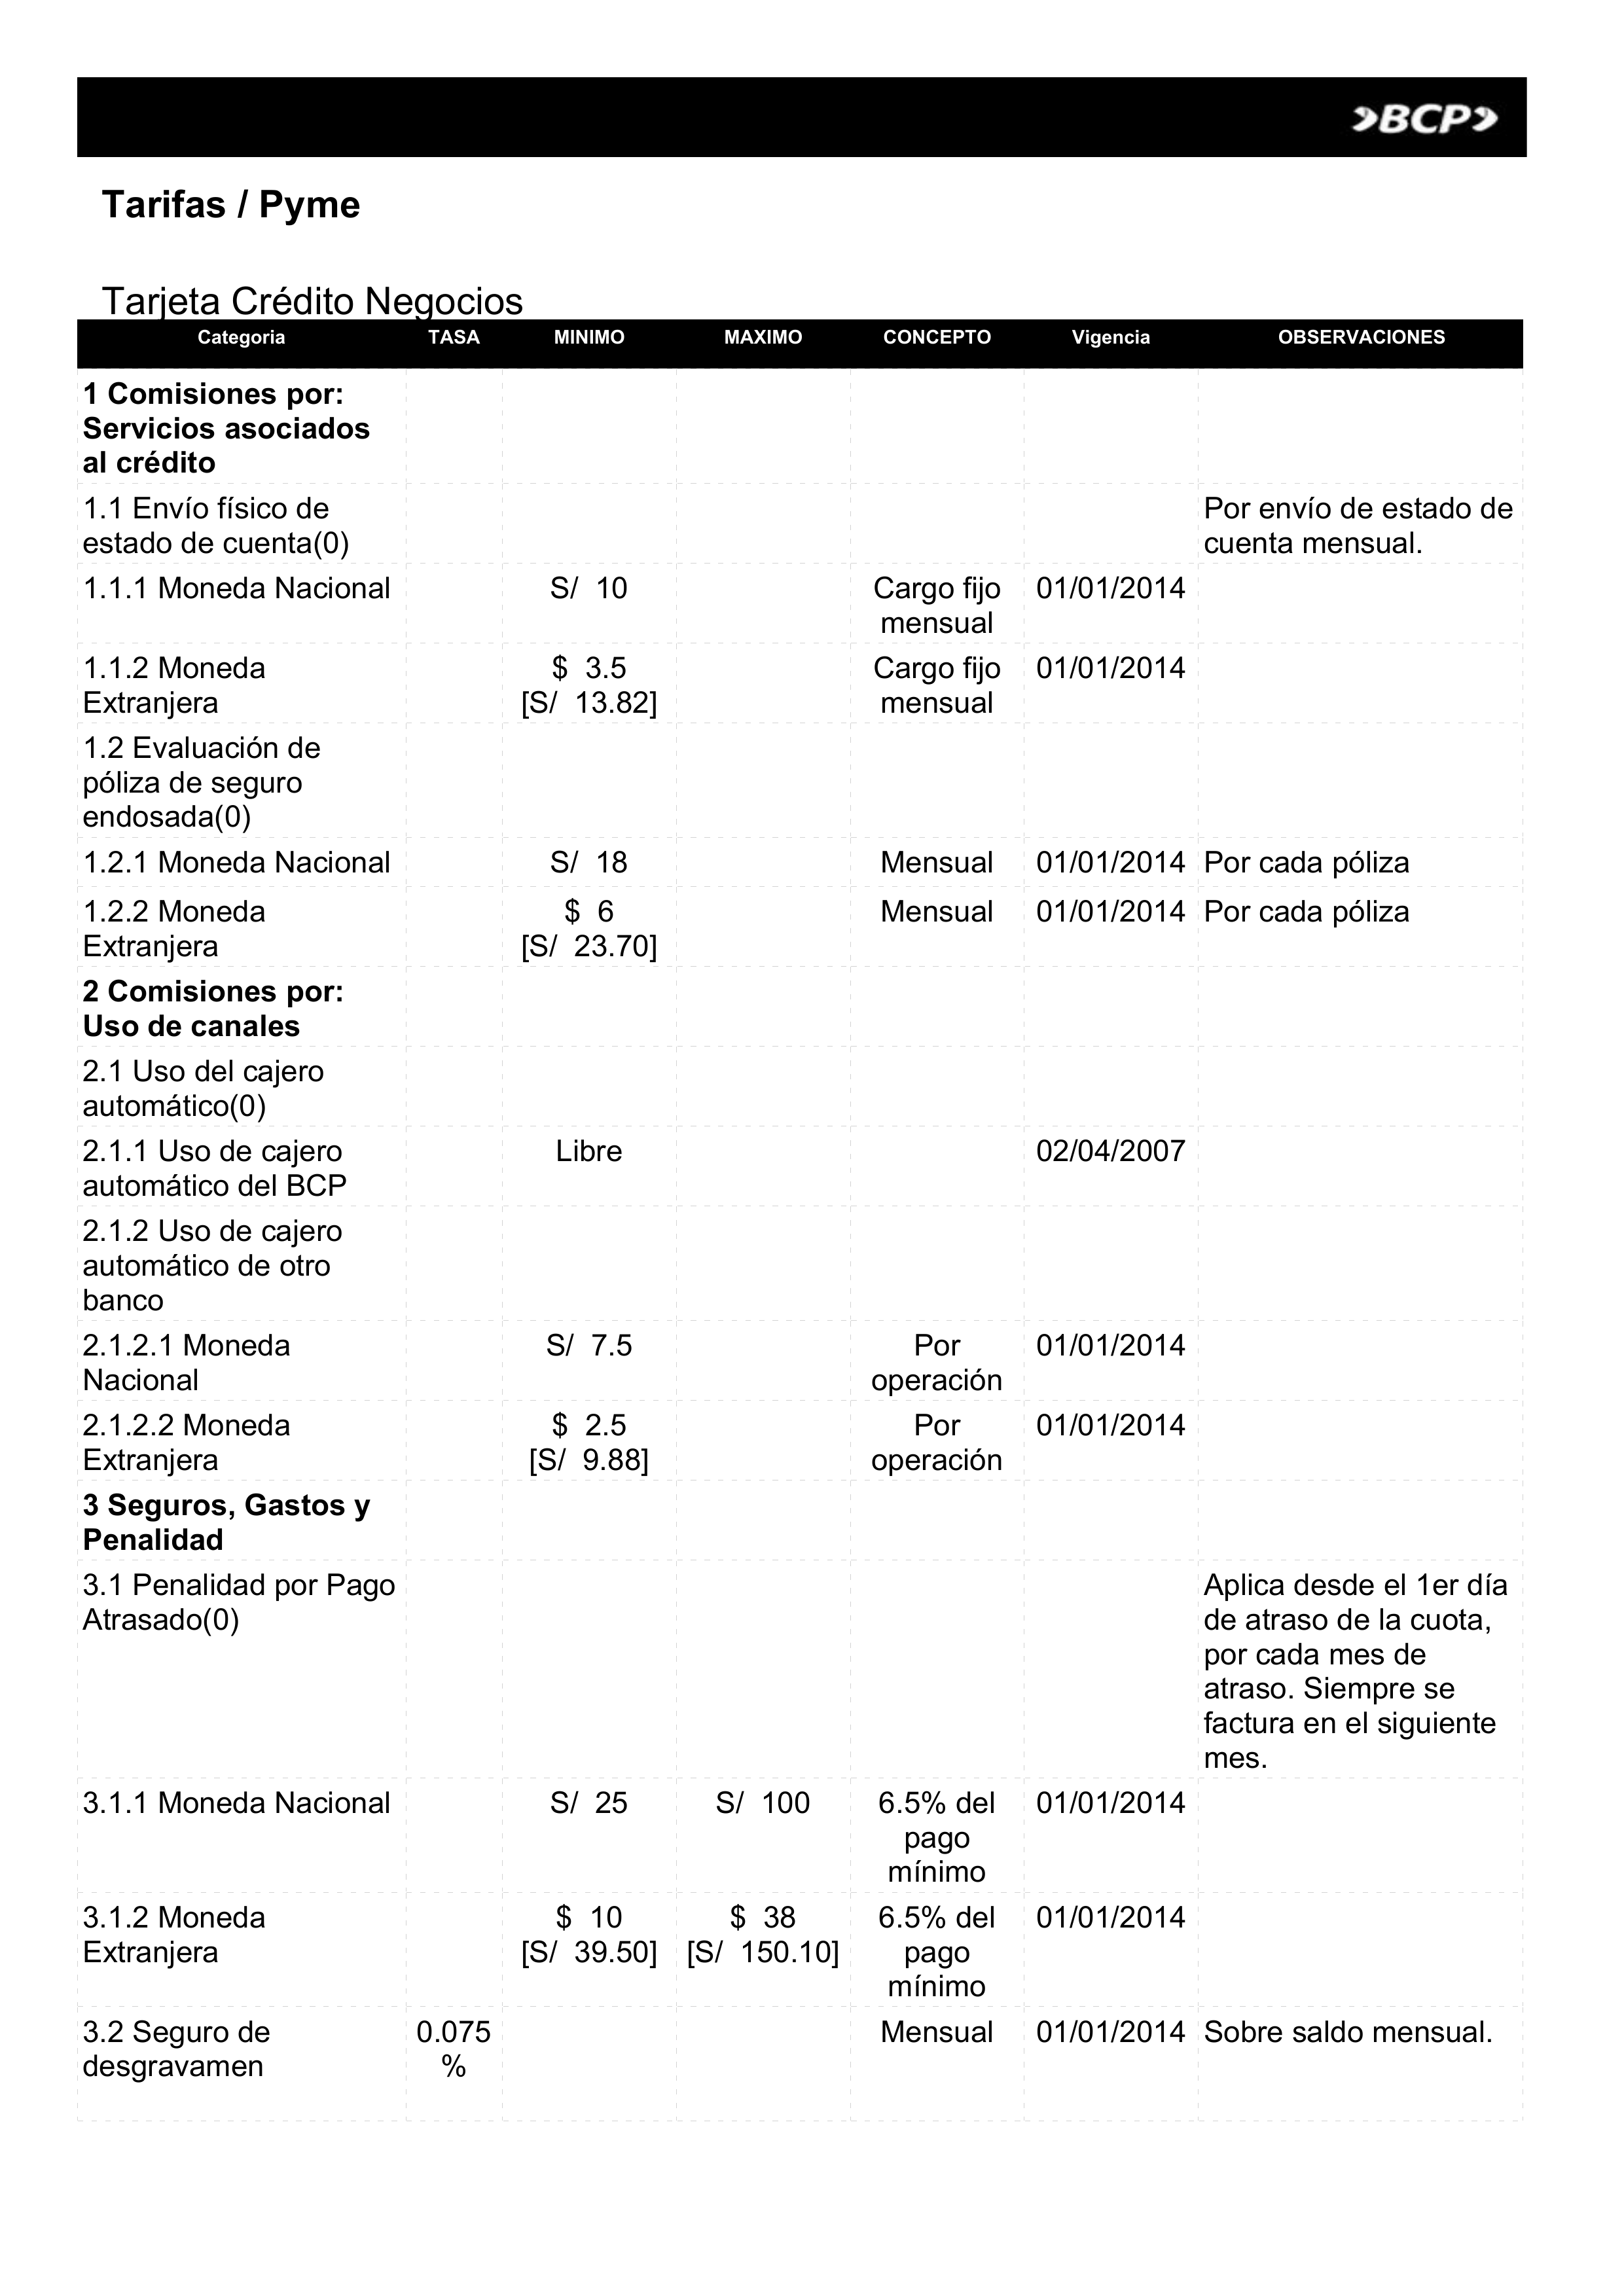 BCP
Tarifas / Pyme
Tarjeta Crédito Negocios
Categoria TASA MINIMO MAXIMO CONCEPTO Vigencia OBSERVACIONES
1 Comisiones por:
Servicios asociados
al crédito
1.1 Envío físico de Por envío de estado de
estado de cuenta(0) cuenta mensual.
1.1.1 Moneda Nacional S/ 10 Cargo fijo 01/01/2014
mensual
1.1.2 Moneda $ 3.5 Cargo fijo 01/01/2014
Extranjera [S/ 13.82] mensual
1.2 Evaluación de
póliza de seguro
endosada(0)
1.2.1 Moneda Nacional S/ 18 Mensual 01/01/2014 Por cada póliza
1.2.2 Moneda $ 6 Mensual 01/01/2014 Por cada póliza
Extranjera [S/ 23.70]
2 Comisiones por:
Uso de canales
2.1 Uso del cajero
automático(0)
2.1.1 Uso de cajero Libre 02/04/2007
automático del BCP
2.1.2 Uso de cajero
automático de otro
banco
2.1.2.1 Moneda S/ 7.5 Por 01/01/2014
Nacional operación
2.1.2.2 Moneda $ 2.5 Por 01/01/2014
Extranjera [S/ 9.88] operación
3 Seguros, Gastos y
Penalidad
3.1 Penalidad por Pago Aplica desde el 1er día
Atrasado(0) de atraso de la cuota,
por cada mes de
atraso. Siempre se
factura en el siguiente
mes.
3.1.1 Moneda Nacional S/ 25 S/ 100 6.5% del 01/01/2014
pago
mínimo
3.1.2 Moneda $ 10 $ 38 6.5% del 01/01/2014
Extranjera [S/ 39.50] [S/ 150.10] pago
mínimo
3.2 Seguro de 0.075 Mensual 01/01/2014 Sobre saldo mensual.
desgravamen %